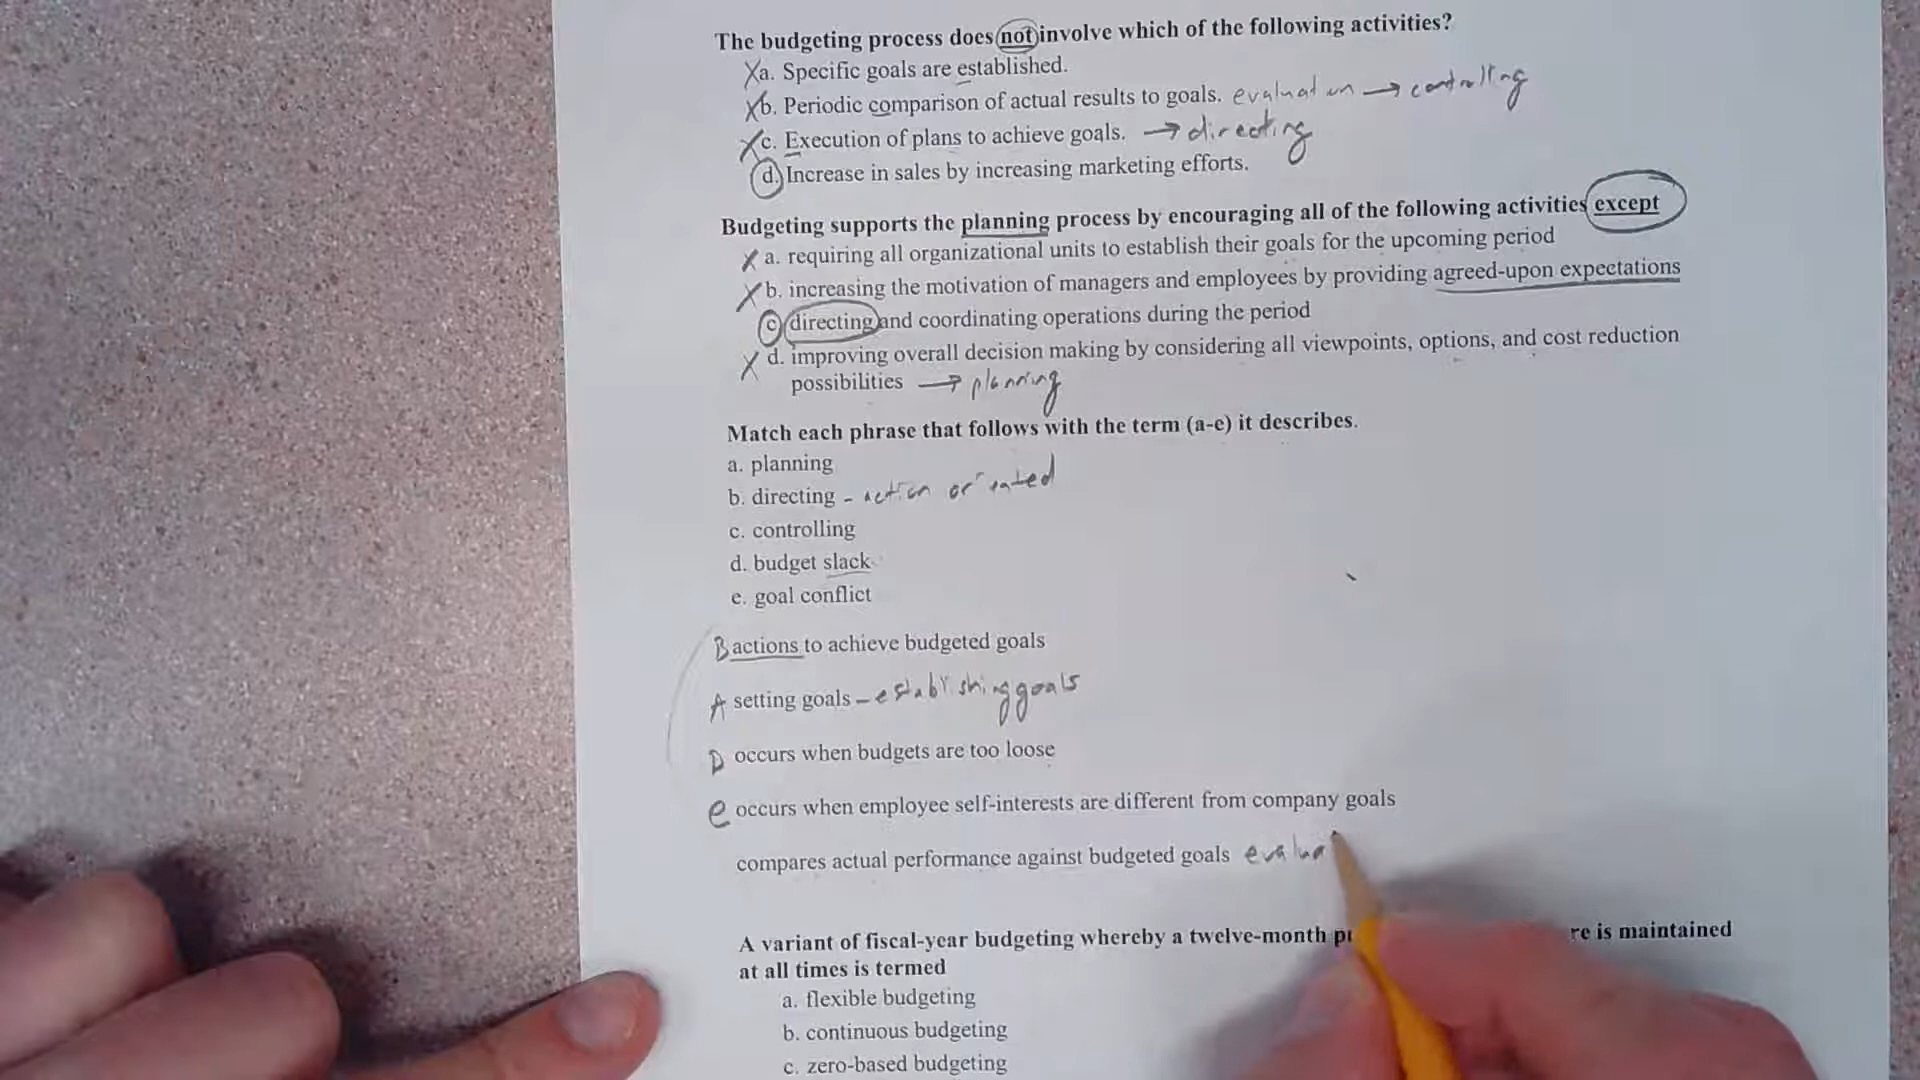 The budgeting process does not involve which of the following activities?
X a. Specific goals are established.
X b. Periodic comparison of actual results to goals. evaluation → controlling
X c. Execution of plans to achieve goals. → directing
d. Increase in sales by increasing marketing efforts.
Budgeting supports the planning process by encouraging all of the following activities except
X a. requiring all organizational units to establish their goals for the upcoming period
X b. increasing the motivation of managers and employees by providing agreed-upon expectations
c. directing and coordinating operations during the period
X d. improving overall decision making by considering all viewpoints, options, and cost reduction
possibilities → planning
Match each phrase that follows with the term (a-e) it describes.
a. planning
b. directing - action oriented
c. controlling
d. budget slack
e. goal conflict
B actions to achieve budgeted goals
A setting goals - establishing goals
D occurs when budgets are too loose
e occurs when employee self-interests are different from company goals
compares actual performance against budgeted goals evalua
A variant of fiscal-year budgeting whereby a twelve-month re is maintained
at all times is termed
a. flexible budgeting
b. continuous budgeting
c. zero-based budgeting